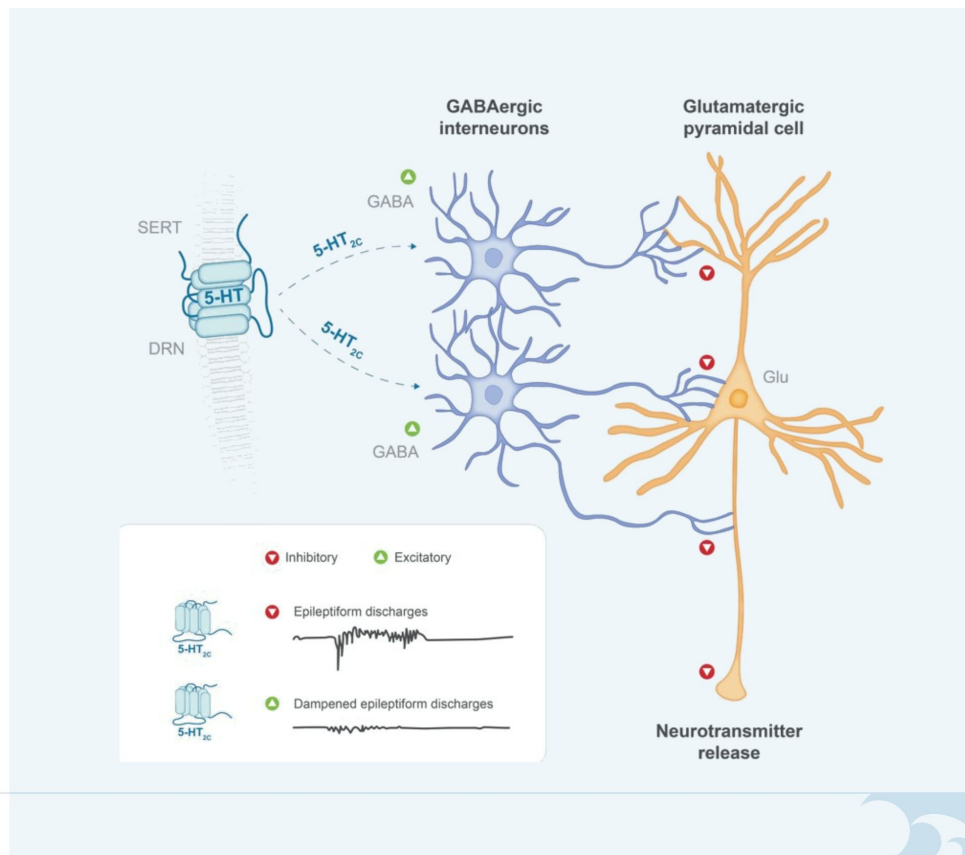 GABAergic
interneurons
Glutamatergic
pyramidal cell
GABA
SERT
5-HT2C
5-HT
DRN
5-HT2C
Glu
GABA
Inhibitory
Excitatory
Epileptiform discharges
5-HT2C
Dampened epileptiform discharges
5-HT2C
Neurotransmitter
release